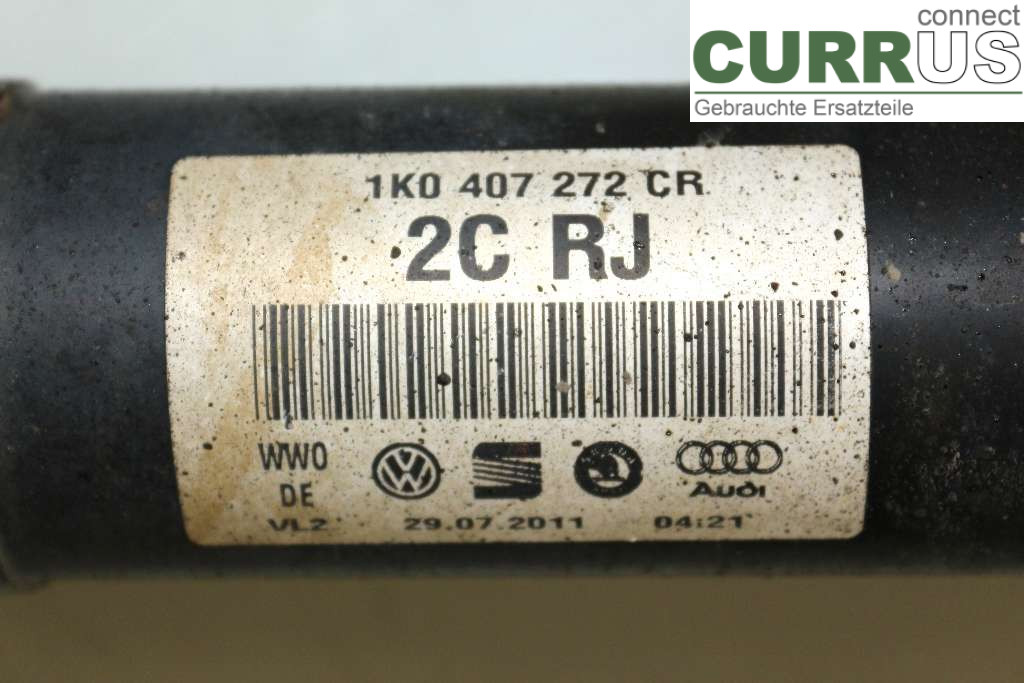 connect
CURRUS
Gebrauchte Ersatzteile
1K0 407 272 CR
2C RJ
WWO
DE
VL2
29.07.2011
04:21
Audi